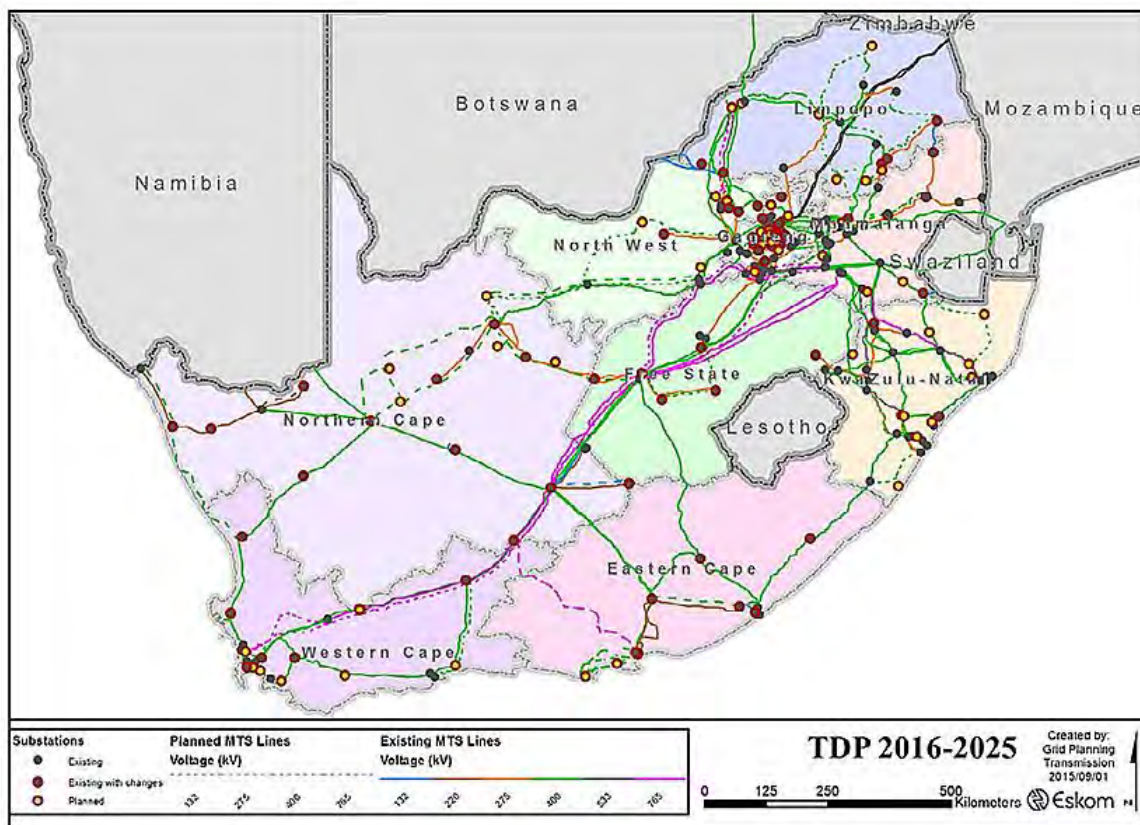 Zimbabwe
Botswana
Limpopo
Mozambique
Namibia
North West
Gauteng
Mpumalanga
Swaziland
Free State
KwaZulu-Natal
Northern Cape
Lesotho
Eastern Cape
Western Cape
Substations
Existing
Existing with changes
Planned
Planned MTS Lines
Voltage (kV)
132 275 400 765
Existing MTS Lines
Voltage (kV)
132 220 275 400 533 765
TDP 2016-2025
Created by:
Grid Planning
Transmission
2015/09/01
0 125 250 500
Kilometers
Eskom
N